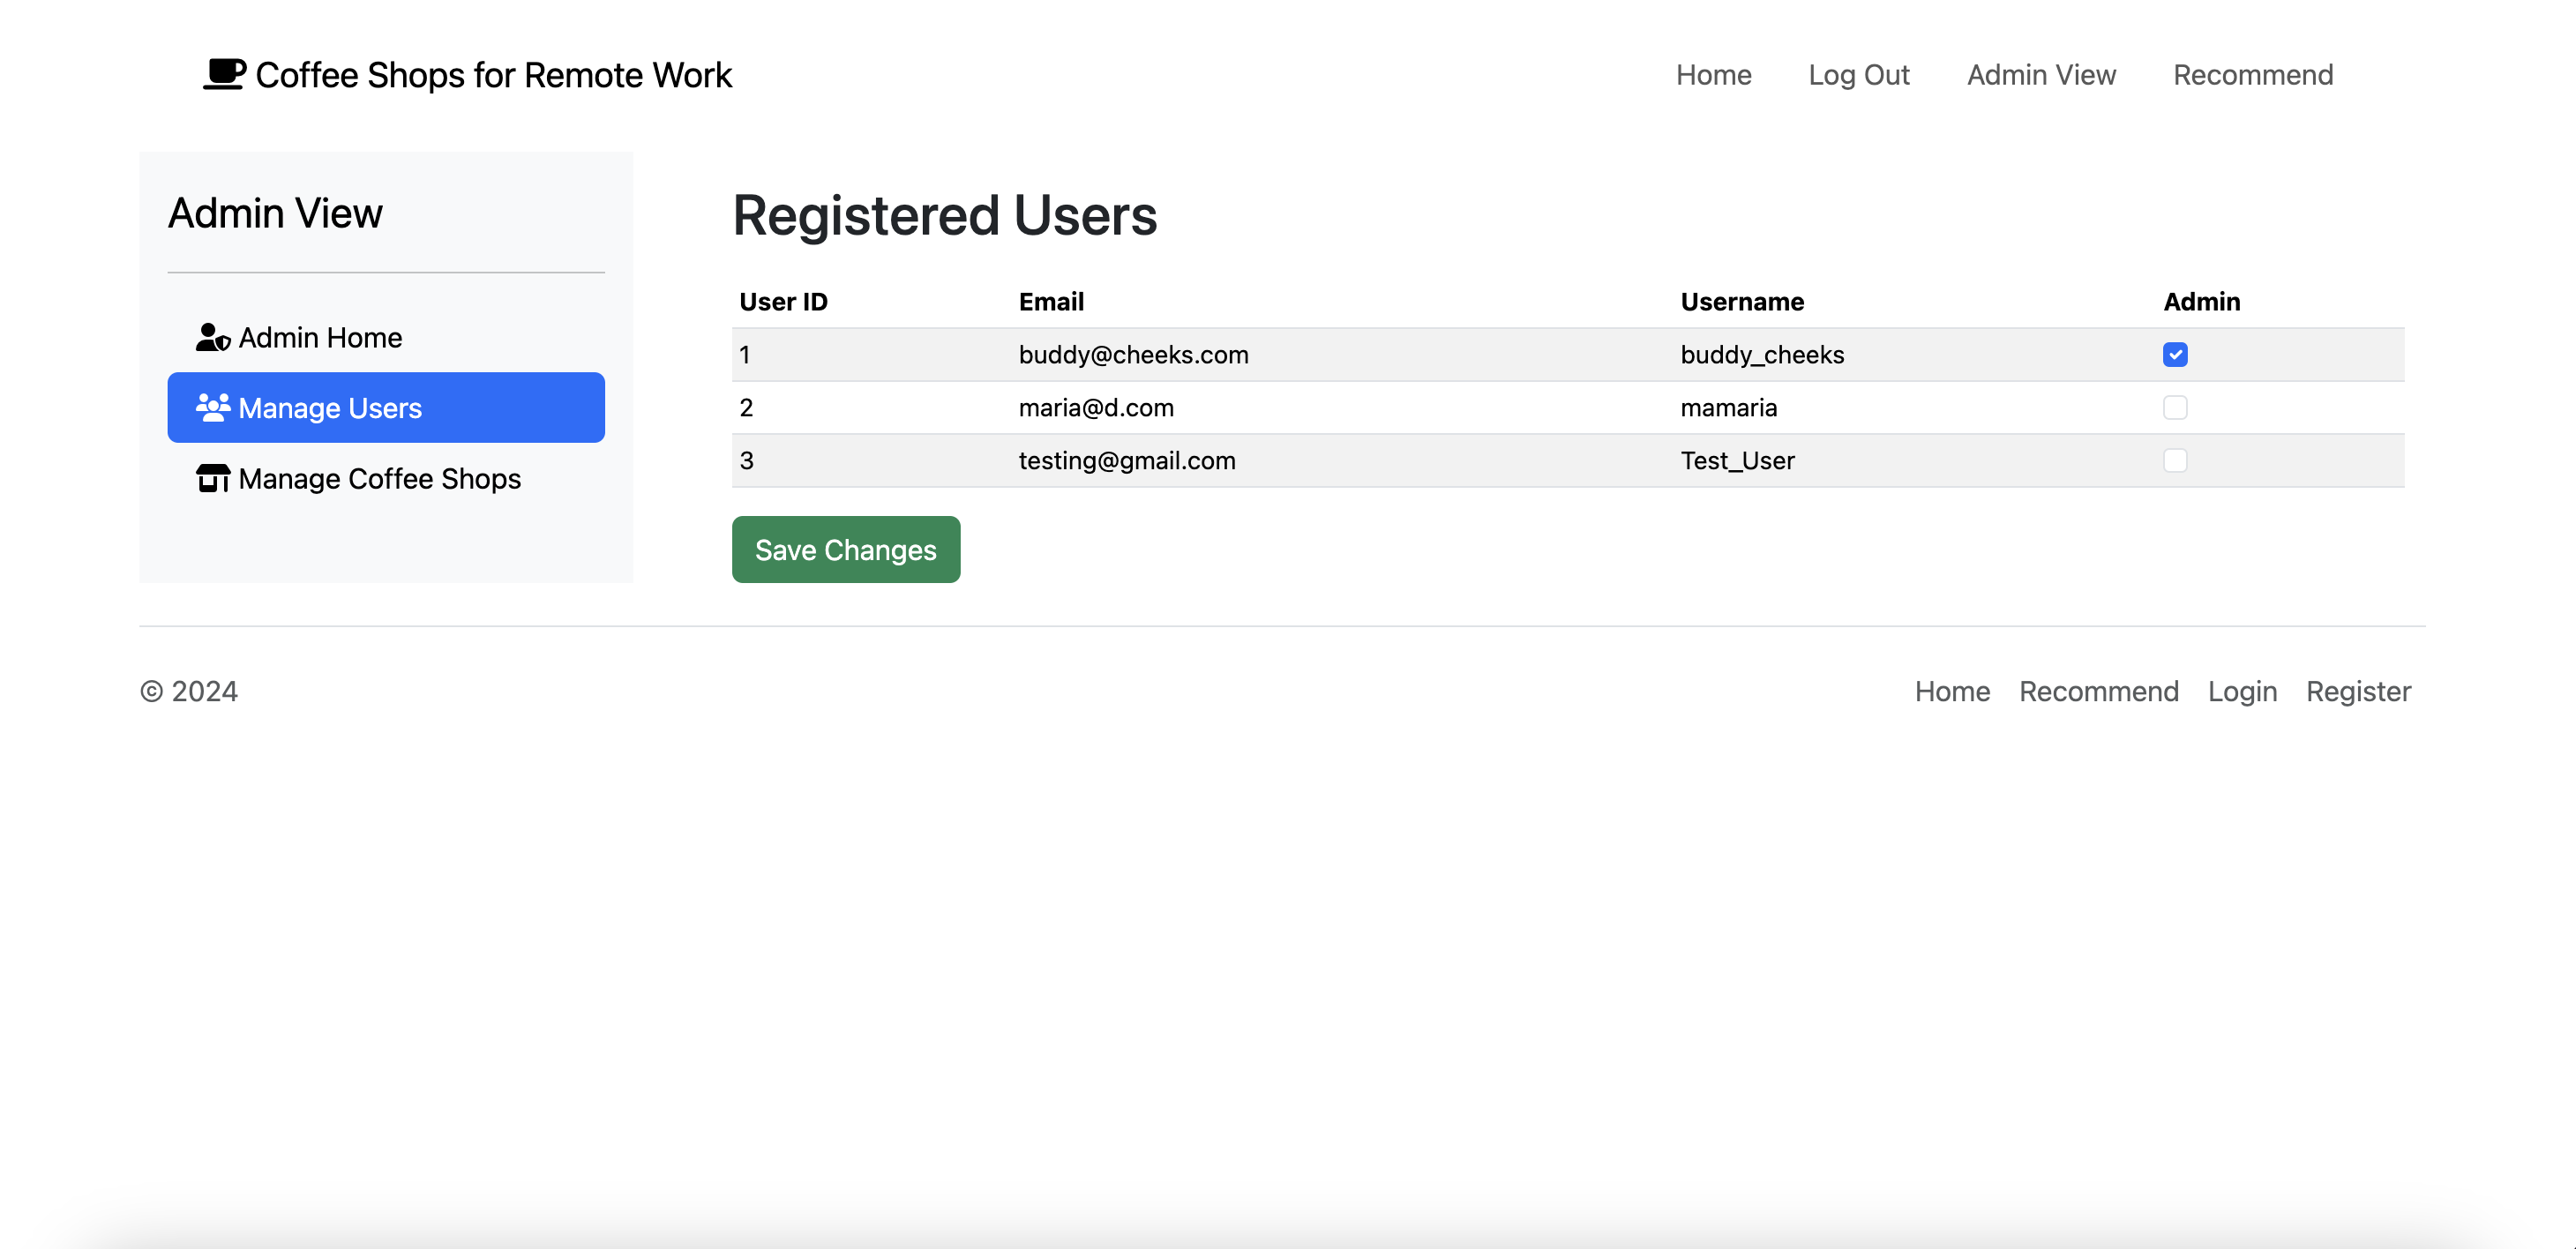 Coffee Shops for Remote Work
Home Log Out Admin View Recommend
Admin View
Admin Home
Manage Users
Manage Coffee Shops
Registered Users
User ID Email Username Admin
1 buddy@cheeks.com buddy_cheeks
2 maria@d.com mamaria
3 testing@gmail.com Test_User
Save Changes
© 2024
Home Recommend Login Register